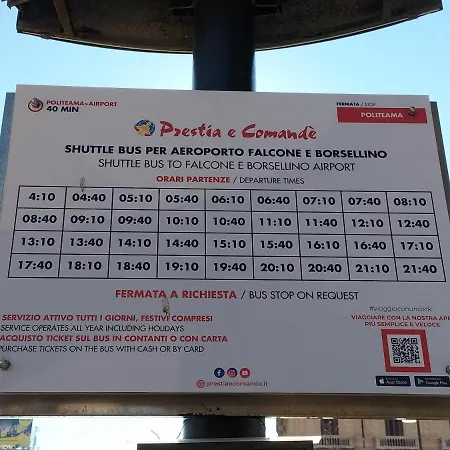 POLITEAMA>AIRPORT
40 MIN
FERMATA / STOP
POLITEAMA
Prestia e Comandè
SHUTTLE BUS PER AEROPORTO FALCONE E BORSELLINO
SHUTTLE BUS TO FALCONE E BORSELLINO AIRPORT
ORARI PARTENZE / DEPARTURE TIMES
4:10 04:40 05:10 05:40 06:10 06:40 07:10 07:40 08:10
08:40 09:10 09:40 10:10 10:40 11:10 11:40 12:10 12:40
13:10 13:40 14:10 14:40 15:10 15:40 16:10 16:40 17:10
17:40 18:10 18:40 19:10 19:40 20:10 20:40 21:10 21:40
FERMATA A RICHIESTA / BUS STOP ON REQUEST
SERVIZIO ATTIVO TUTTI I GIORNI, FESTIVI COMPRESI
SERVICE OPERATES ALL YEAR INCLUDING HOLIDAYS
ACQUISTO TICKET SUL BUS IN CONTANTI O CON CARTA
PURCHASE TICKETS ON THE BUS WITH CASH OR BY CARD
#viaggioconunclick
VIAGGIARE CON LA NOSTRA APP
PIÙ SEMPLICE E VELOCE
App Store
Google Play
prestiaecomande.it